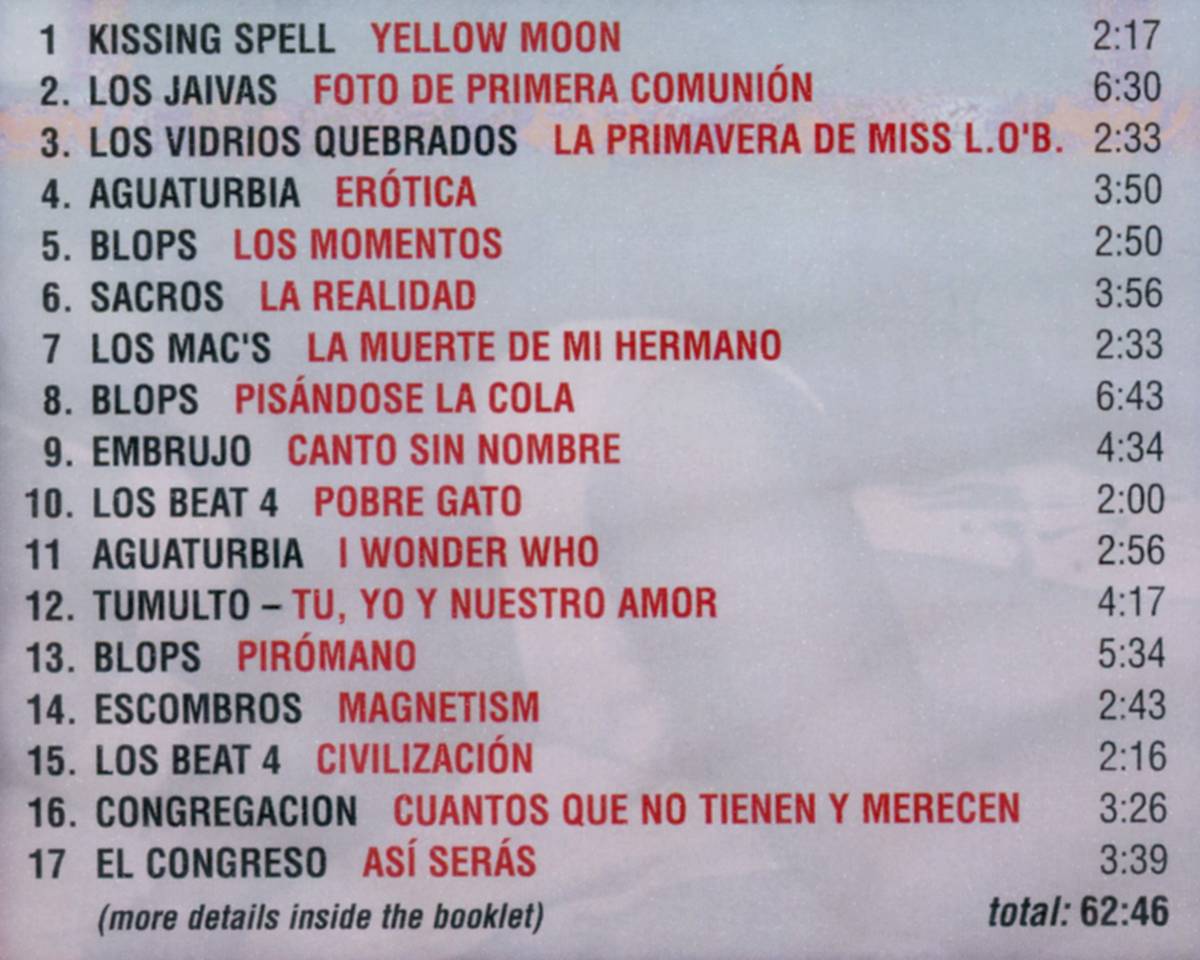 1 KISSING SPELL YELLOW MOON 2:17
2. LOS JAIVAS FOTO DE PRIMERA COMUNIÓN 6:30
3. LOS VIDRIOS QUEBRADOS LA PRIMAVERA DE MISS L.O'B. 2:33
4. AGUATURBIA ERÓTICA 3:50
5. BLOPS LOS MOMENTOS 2:50
6. SACROS LA REALIDAD 3:56
7 LOS MAC'S LA MUERTE DE MI HERMANO 2:33
8. BLOPS PISÁNDOSE LA COLA 6:43
9. EMBRUJO CANTO SIN NOMBRE 4:34
10. LOS BEAT 4 POBRE GATO 2:00
11 AGUATURBIA I WONDER WHO 2:56
12. TUMULTO – TU, YO Y NUESTRO AMOR 4:17
13. BLOPS PIRÓMANO 5:34
14. ESCOMBROS MAGNETISM 2:43
15. LOS BEAT 4 CIVILIZACIÓN 2:16
16. CONGREGACION CUANTOS QUE NO TIENEN Y MERECEN 3:26
17 EL CONGRESO ASÍ SERÁS 3:39
(more details inside the booklet) total: 62:46